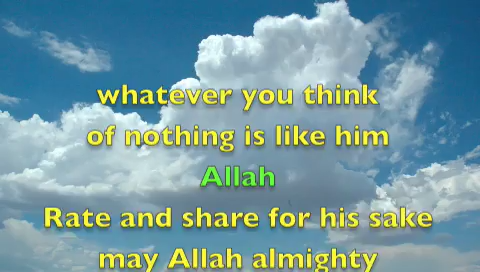 whatever you think
of nothing is like him
Allah
Rate and share for his sake
may Allah almighty